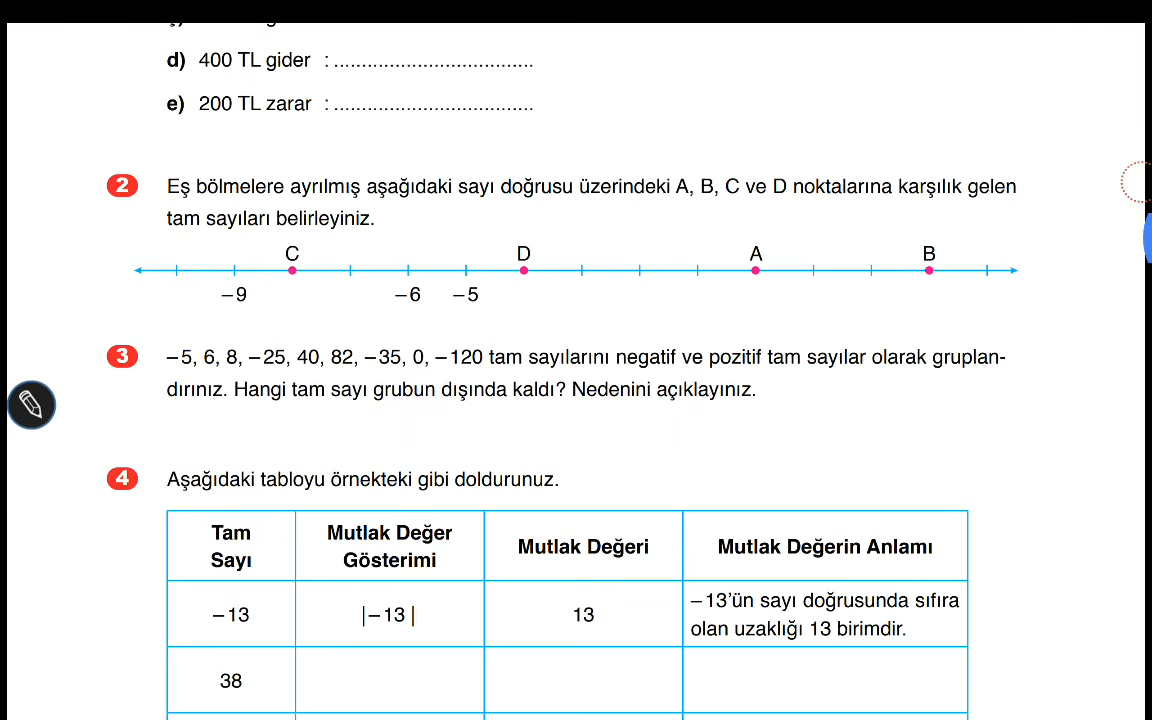 d) 400 TL gider : ....................................
e) 200 TL zarar : ....................................
2 Eş bölmelere ayrılmış aşağıdaki sayı doğrusu üzerindeki A, B, C ve D noktalarına karşılık gelen
tam sayıları belirleyiniz.
C D A B
–9 –6 –5
3 –5, 6, 8, –25, 40, 82, –35, 0, –120 tam sayılarını negatif ve pozitif tam sayılar olarak gruplan-
dırınız. Hangi tam sayı grubun dışında kaldı? Nedenini açıklayınız.
4 Aşağıdaki tabloyu örnekteki gibi doldurunuz.
Tam
Sayı
Mutlak Değer
Gösterimi
Mutlak Değeri
Mutlak Değerin Anlamı
–13
|–13 |
13
–13’ün sayı doğrusunda sıfıra
olan uzaklığı 13 birimdir.
38